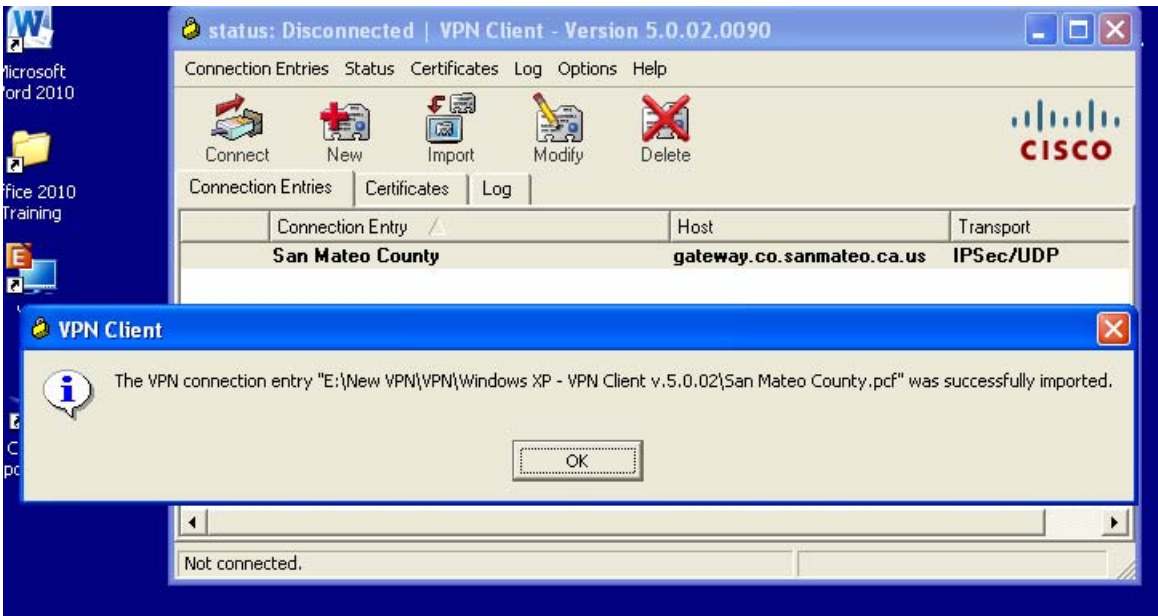 status: Disconnected | VPN Client - Version 5.0.02.0090
Connection Entries Status Certificates Log Options Help
Connect New Import Modify Delete
CISCO
Connection Entries Certificates Log
Connection Entry Host Transport
San Mateo County gateway.co.sanmateo.ca.us IPSec/UDP
VPN Client
The VPN connection entry "E:\New VPN\VPN\Windows XP - VPN Client v.5.0.02\San Mateo County.pcf" was successfully imported.
OK
Not connected.
W
icrosoft
ord 2010
ffice 2010
Training
E